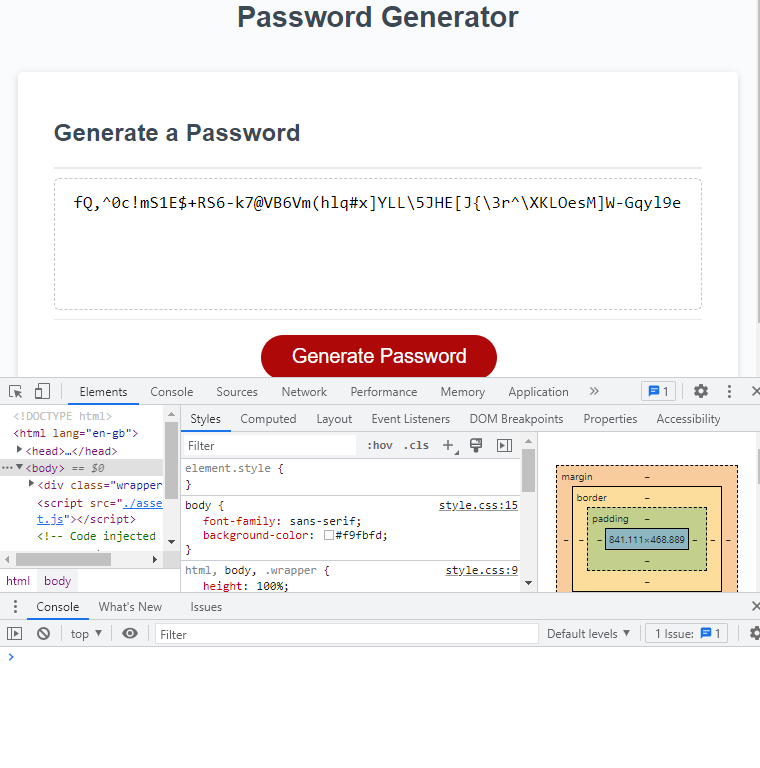 Password Generator
Generate a Password
fQ,^0c!mS1E$+RS6-k7@VB6Vm(hlq#x]YLL\5JHE[J{\3r^\XKLOesM]W-Gqyl9e
Generate Password
Elements Console Sources Network Performance Memory Application » 1
<!DOCTYPE html>
<html lang="en-gb">
<head>…</head>
<body> == $0
<div class="wrapper
<script src="./asse
t.js"></script>
<!-- Code injected
html body
Styles Computed Layout Event Listeners DOM Breakpoints Properties Accessibility
Filter :hov .cls +
element.style {
}
body { style.css:15
font-family: sans-serif;
background-color: #f9fbfd;
}
html, body, .wrapper { style.css:9
height: 100%;
margin –
border –
padding –
– – – 841.111×468.889 – – –
–
–
Console What's New Issues
top ▼ Filter Default levels ▼ 1 Issue: 1
>